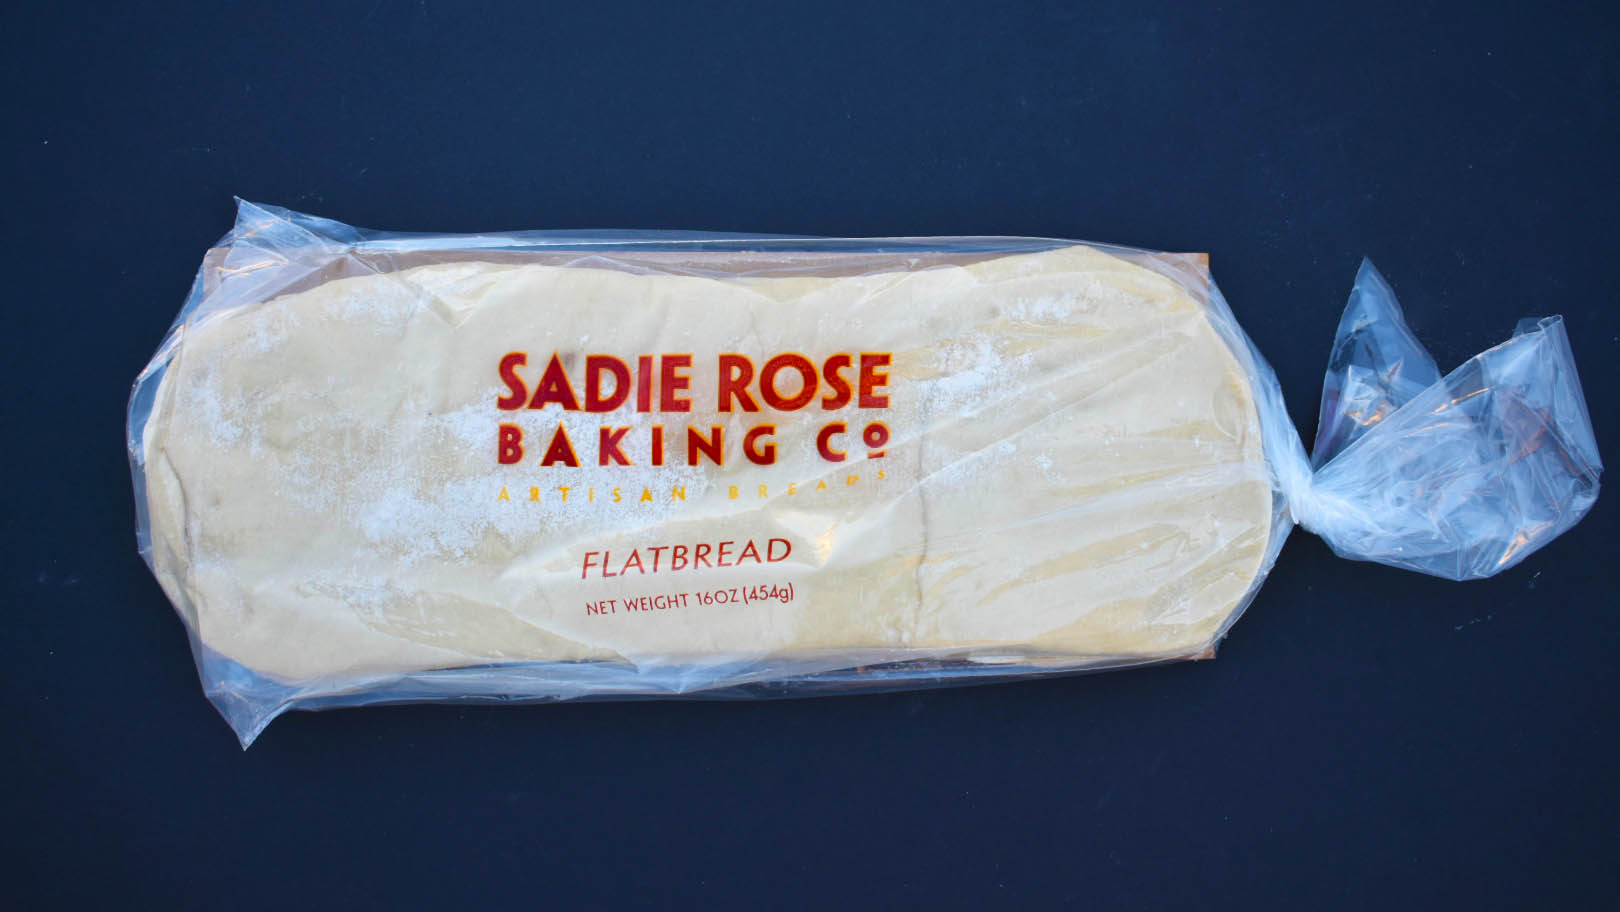 SADIE ROSE
BAKING Cº
ARTISAN BREADS
FLATBREAD
NET WEIGHT 16OZ (454g)